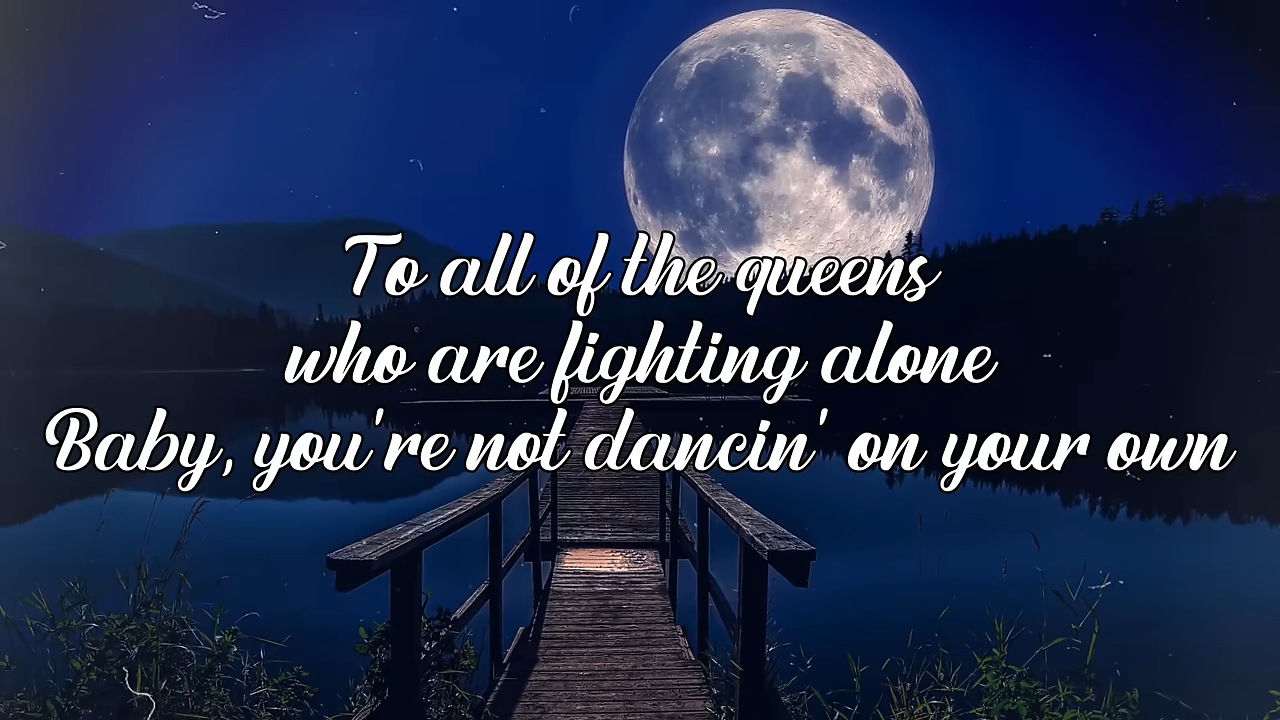 To all of the queens
who are fighting alone
Baby, you're not dancin' on your own